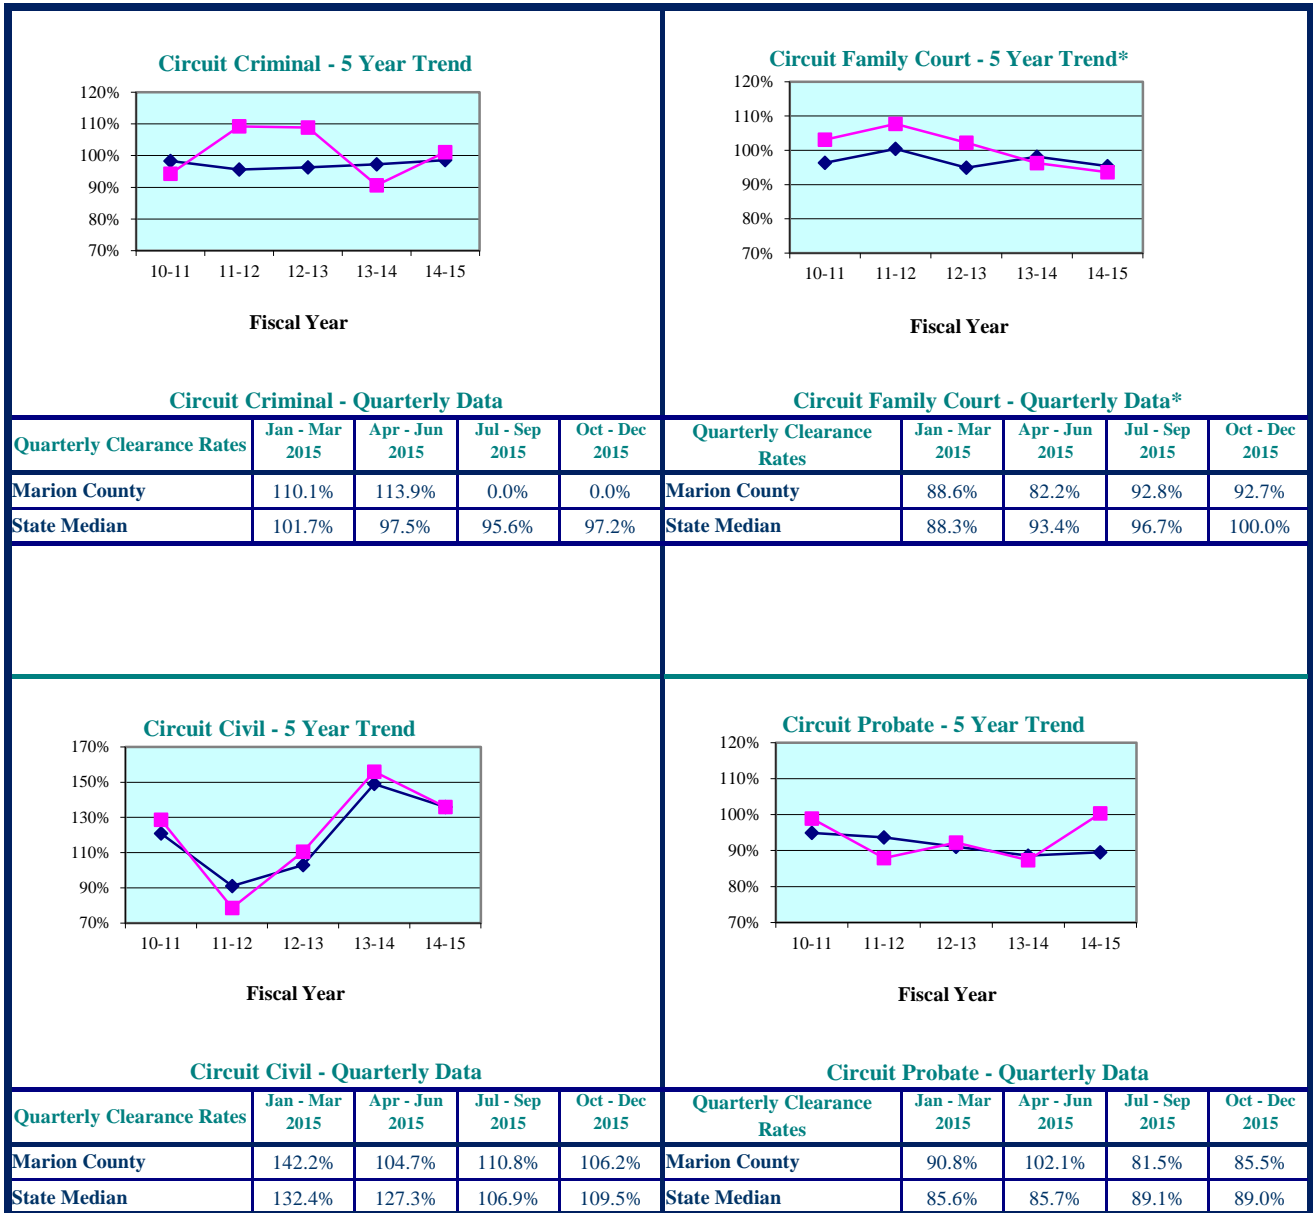 Circuit Criminal - 5 Year Trend
120%
110%
100%
90%
80%
70%
10-11 11-12 12-13 13-14 14-15
Fiscal Year
Circuit Criminal - Quarterly Data
Quarterly Clearance Rates Jan - Mar 2015 Apr - Jun 2015 Jul - Sep 2015 Oct - Dec 2015
Marion County 110.1% 113.9% 0.0% 0.0%
State Median 101.7% 97.5% 95.6% 97.2%
Circuit Family Court - 5 Year Trend*
120%
110%
100%
90%
80%
70%
10-11 11-12 12-13 13-14 14-15
Fiscal Year
Circuit Family Court - Quarterly Data*
Quarterly Clearance Rates Jan - Mar 2015 Apr - Jun 2015 Jul - Sep 2015 Oct - Dec 2015
Marion County 88.6% 82.2% 92.8% 92.7%
State Median 88.3% 93.4% 96.7% 100.0%
Circuit Civil - 5 Year Trend
170%
150%
130%
110%
90%
70%
10-11 11-12 12-13 13-14 14-15
Fiscal Year
Circuit Civil - Quarterly Data
Quarterly Clearance Rates Jan - Mar 2015 Apr - Jun 2015 Jul - Sep 2015 Oct - Dec 2015
Marion County 142.2% 104.7% 110.8% 106.2%
State Median 132.4% 127.3% 106.9% 109.5%
Circuit Probate - 5 Year Trend
120%
110%
100%
90%
80%
70%
10-11 11-12 12-13 13-14 14-15
Fiscal Year
Circuit Probate - Quarterly Data
Quarterly Clearance Rates Jan - Mar 2015 Apr - Jun 2015 Jul - Sep 2015 Oct - Dec 2015
Marion County 90.8% 102.1% 81.5% 85.5%
State Median 85.6% 85.7% 89.1% 89.0%